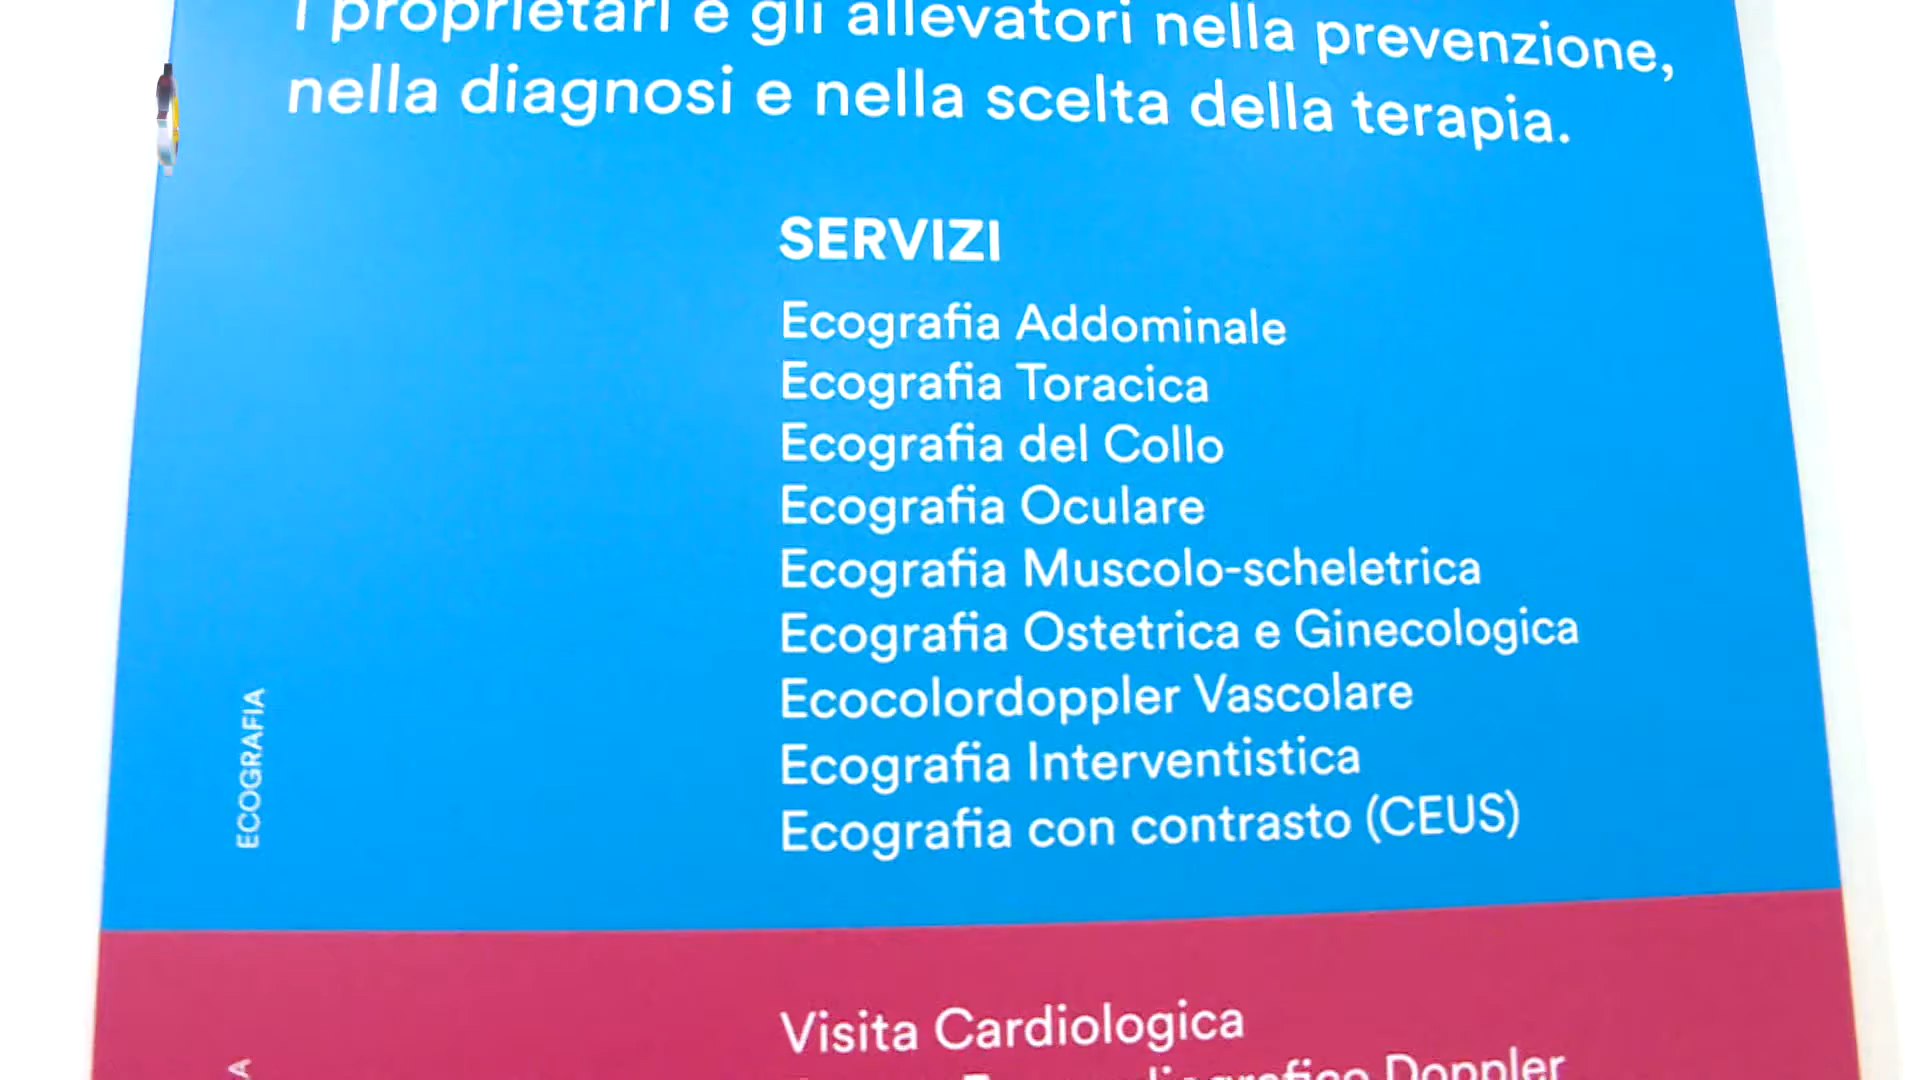 i proprietari e gli allevatori nella prevenzione,
nella diagnosi e nella scelta della terapia.
SERVIZI
Ecografia Addominale
Ecografia Toracica
Ecografia del Collo
Ecografia Oculare
Ecografia Muscolo-scheletrica
Ecografia Ostetrica e Ginecologica
Ecocolordoppler Vascolare
Ecografia Interventistica
Ecografia con contrasto (CEUS)
ECOGRAFIA
Visita Cardiologica
Doppler